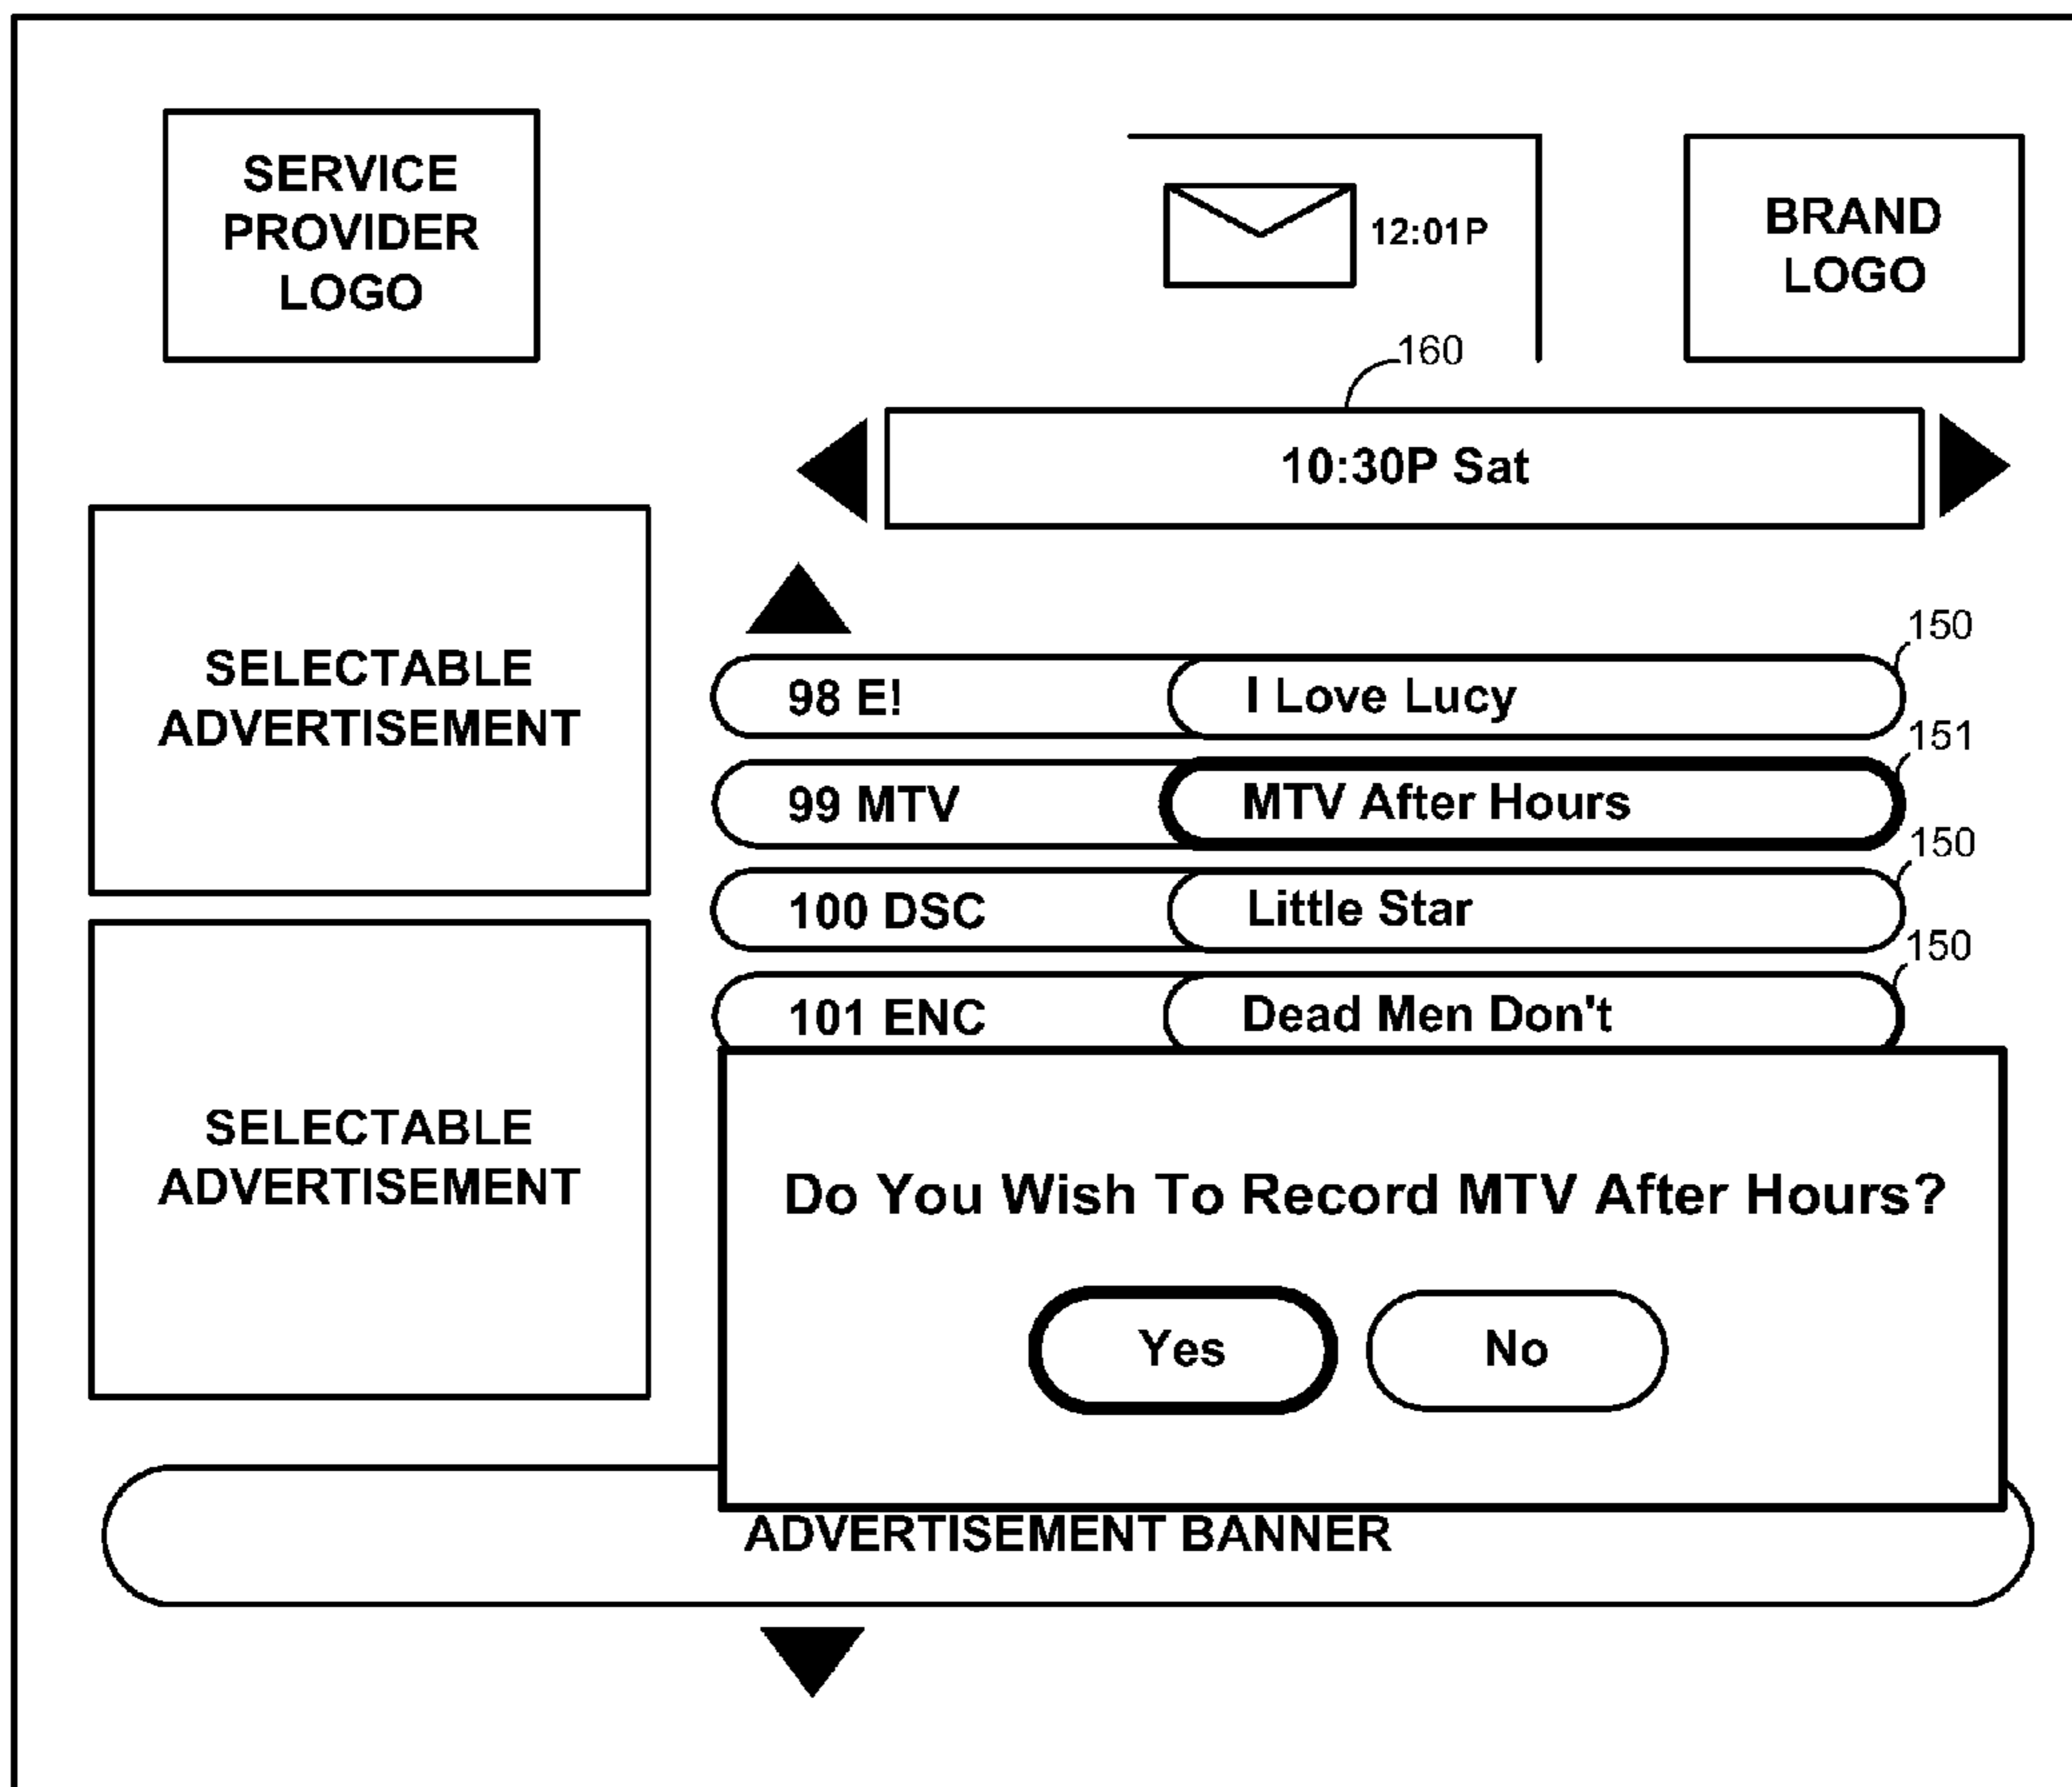 SERVICE
PROVIDER
LOGO
12:01P
BRAND
LOGO
160
10:30P Sat
SELECTABLE
ADVERTISEMENT
150
98 E! I Love Lucy
151
99 MTV MTV After Hours
150
100 DSC Little Star
150
101 ENC Dead Men Don't
SELECTABLE
ADVERTISEMENT
Do You Wish To Record MTV After Hours?
Yes No
ADVERTISEMENT BANNER